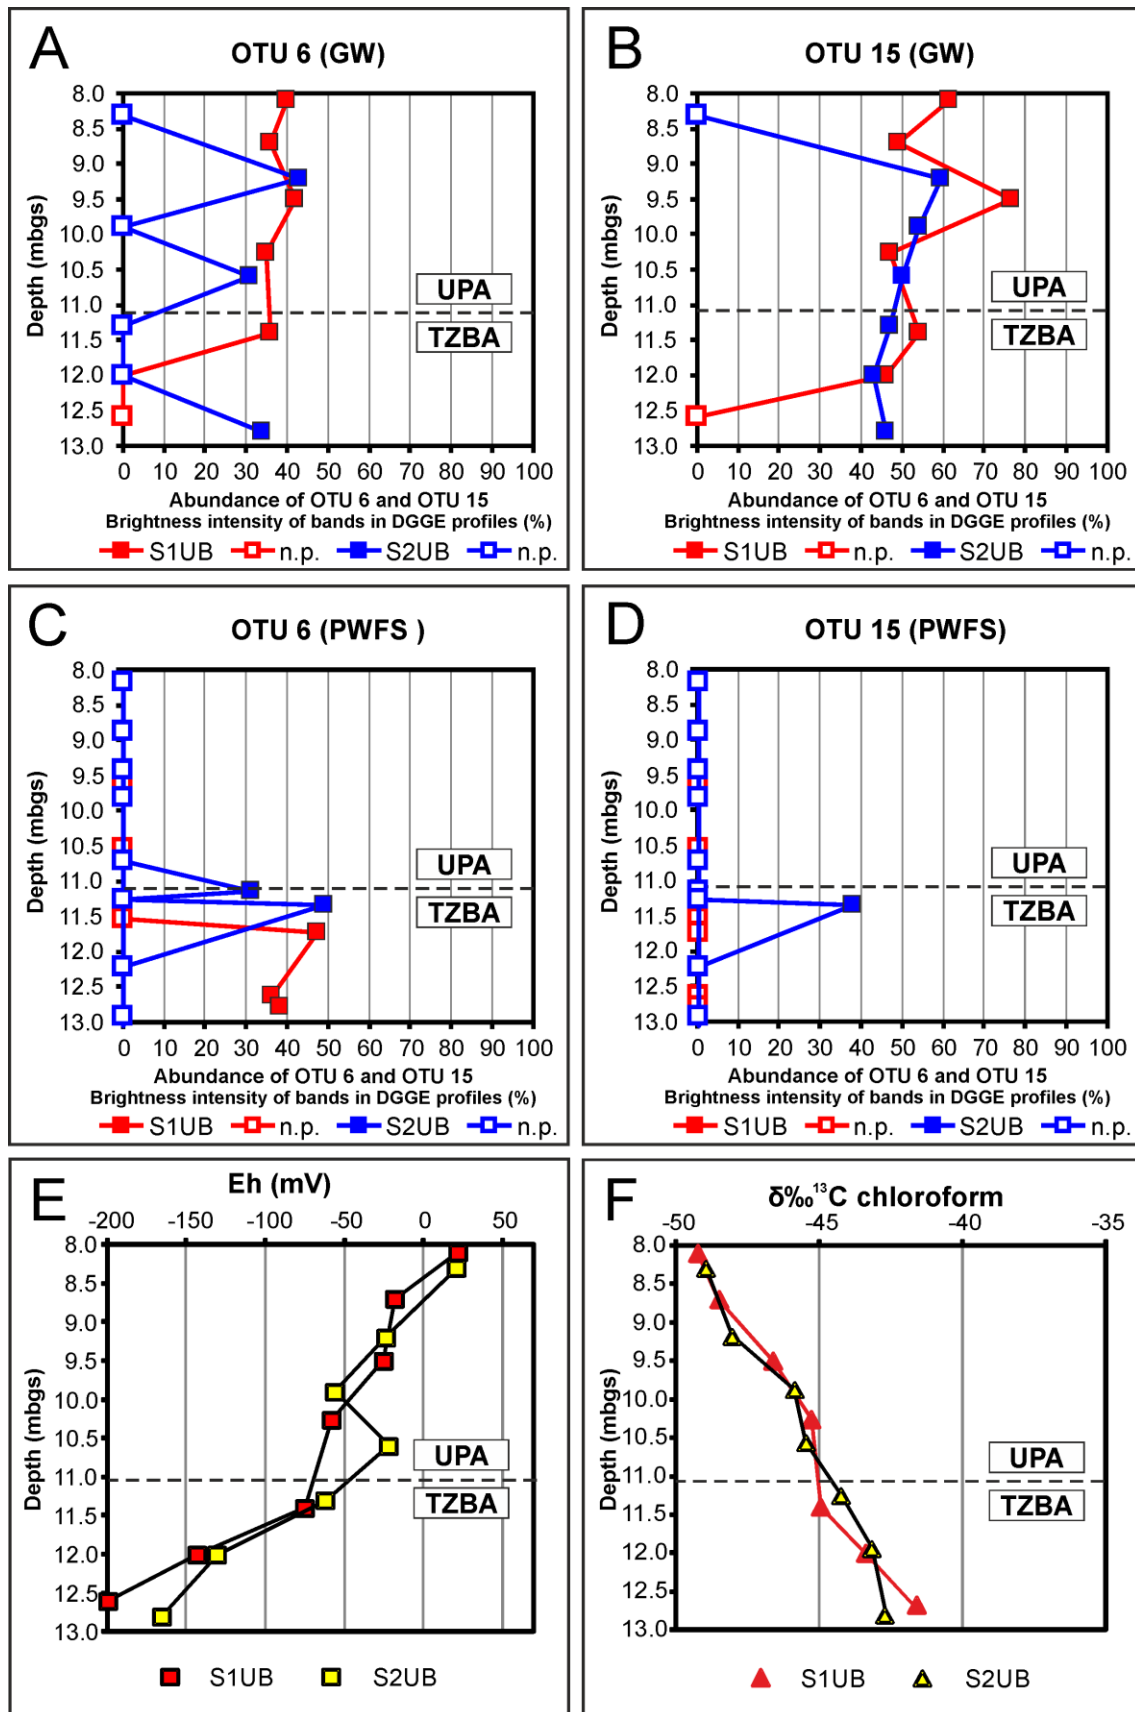 A
OTU 6 (GW)
Depth (mbgs)
8.0
8.5
9.0
9.5
10.0
10.5
11.0
11.5
12.0
12.5
13.0
UPA
TZBA
0 10 20 30 40 50 60 70 80 90 100
Abundance of OTU 6 and OTU 15
Brightness intensity of bands in DGGE profiles (%)
S1UB n.p. S2UB n.p.
B
OTU 15 (GW)
Depth (mbgs)
8.0
8.5
9.0
9.5
10.0
10.5
11.0
11.5
12.0
12.5
13.0
UPA
TZBA
0 10 20 30 40 50 60 70 80 90 100
Abundance of OTU 6 and OTU 15
Brightness intensity of bands in DGGE profiles (%)
S1UB n.p. S2UB n.p.
C
OTU 6 (PWFS )
Depth (mbgs)
8.0
8.5
9.0
9.5
10.0
10.5
11.0
11.5
12.0
12.5
13.0
UPA
TZBA
0 10 20 30 40 50 60 70 80 90 100
Abundance of OTU 6 and OTU 15
Brightness intensity of bands in DGGE profiles (%)
S1UB n.p. S2UB n.p.
D
OTU 15 (PWFS)
Depth (mbgs)
8.0
8.5
9.0
9.5
10.0
10.5
11.0
11.5
12.0
12.5
13.0
UPA
TZBA
0 10 20 30 40 50 60 70 80 90 100
Abundance of OTU 6 and OTU 15
Brightness intensity of bands in DGGE profiles (%)
S1UB n.p. S2UB n.p.
E
Eh (mV)
-200 -150 -100 -50 0 50
Depth (mbgs)
8.0
8.5
9.0
9.5
10.0
10.5
11.0
11.5
12.0
12.5
13.0
UPA
TZBA
S1UB S2UB
F
δ‰¹³C chloroform
-50 -45 -40 -35
Depth (mbgs)
8.0
8.5
9.0
9.5
10.0
10.5
11.0
11.5
12.0
12.5
13.0
UPA
TZBA
S1UB S2UB